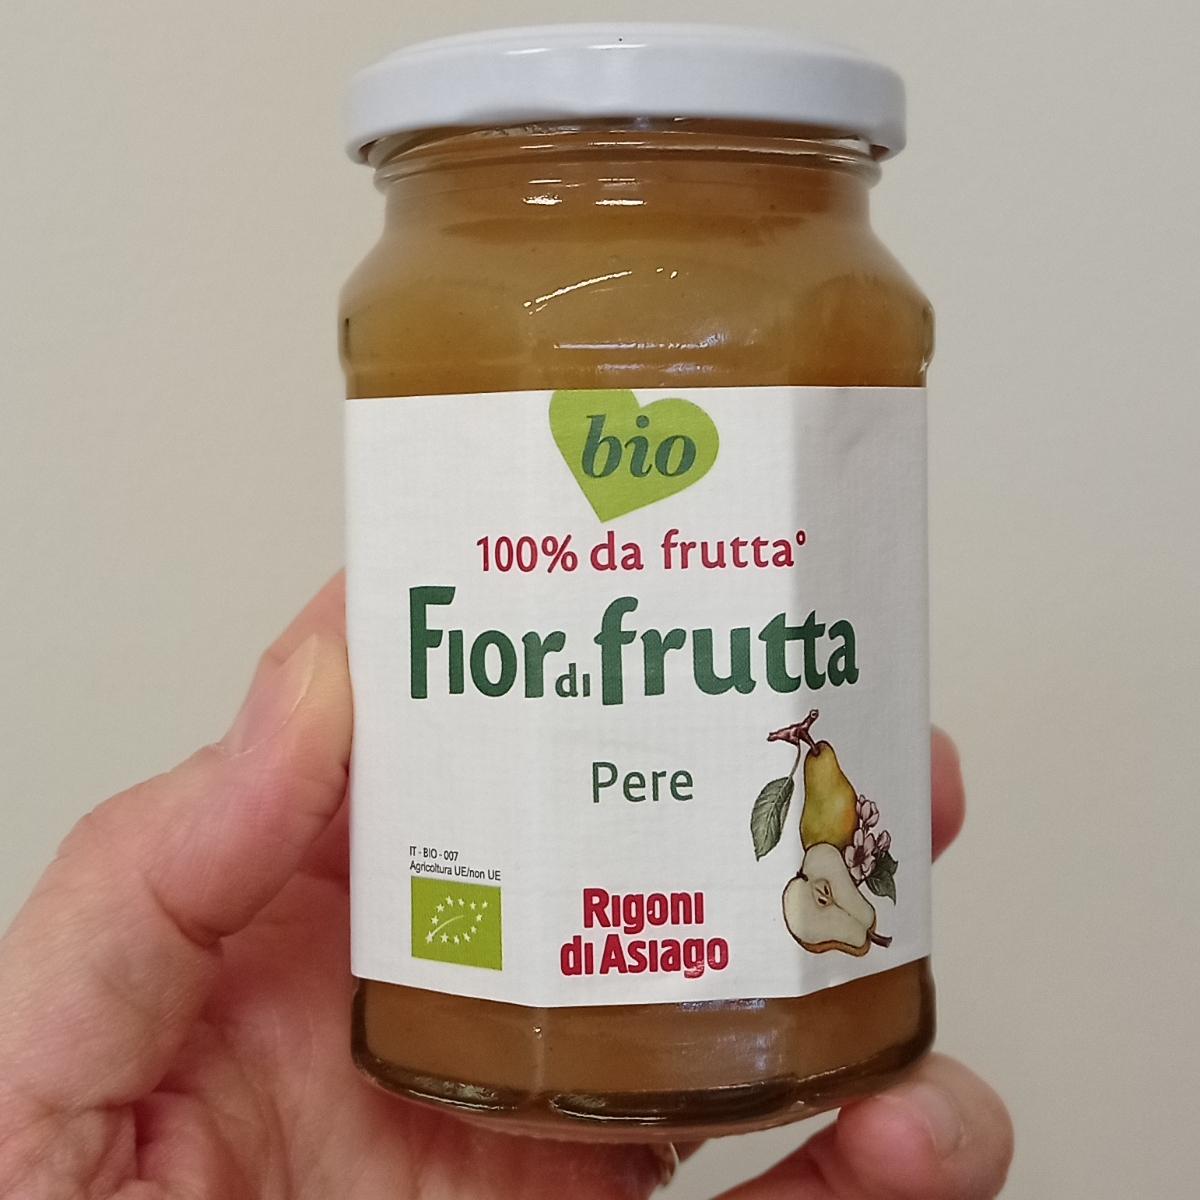 bio
100% da frutta°
Fior di frutta
Pere
IT - BIO - 007
Agricoltura UE/non UE
Rigoni
di Asiago